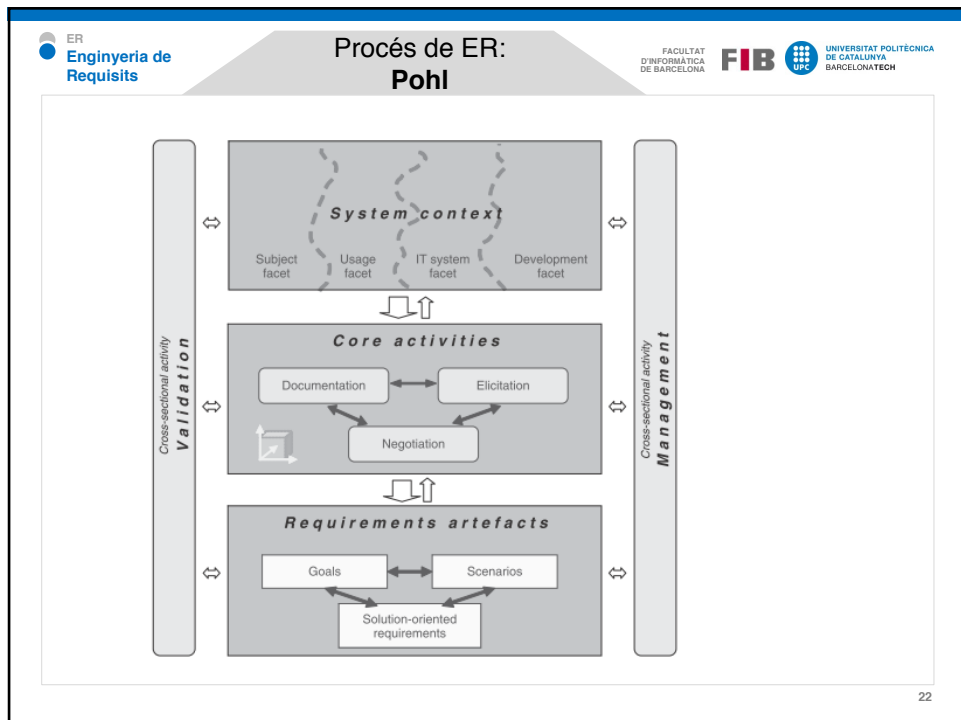 ER
Enginyeria de
Requisits
Procés de ER:
Pohl
FACULTAT
D'INFORMÀTICA
DE BARCELONA
FIB
UPC
UNIVERSITAT POLITÈCNICA
DE CATALUNYA
BARCELONATECH
Cross-sectional activity
Validation
System context
Subject
facet
Usage
facet
IT system
facet
Development
facet
Core activities
Documentation
Elicitation
Negotiation
Requirements artefacts
Goals
Scenarios
Solution-oriented
requirements
Cross-sectional activity
Management
22